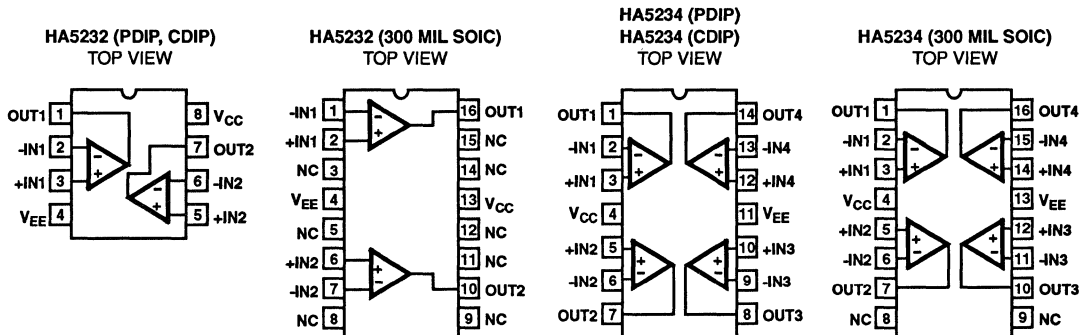 HA5232 (PDIP, CDIP)
TOP VIEW
OUT1 1
-IN1 2
+IN1 3
VEE 4
8 VCC
7 OUT2
6 -IN2
5 +IN2
- +
- +
HA5232 (300 MIL SOIC)
TOP VIEW
-IN1 1
+IN1 2
NC 3
VEE 4
NC 5
+IN2 6
-IN2 7
NC 8
16 OUT1
15 NC
14 NC
13 VCC
12 NC
11 NC
10 OUT2
9 NC
- +
+ -
HA5234 (PDIP)
HA5234 (CDIP)
TOP VIEW
OUT1 1
-IN1 2
+IN1 3
VCC 4
+IN2 5
-IN2 6
OUT2 7
14 OUT4
13 -IN4
12 +IN4
11 VEE
10 +IN3
9 -IN3
8 OUT3
- +
- +
+ -
+ -
HA5234 (300 MIL SOIC)
TOP VIEW
OUT1 1
-IN1 2
+IN1 3
VCC 4
+IN2 5
-IN2 6
OUT2 7
NC 8
16 OUT4
15 -IN4
14 +IN4
13 VEE
12 +IN3
11 -IN3
10 OUT3
9 NC
- +
- +
+ -
+ -